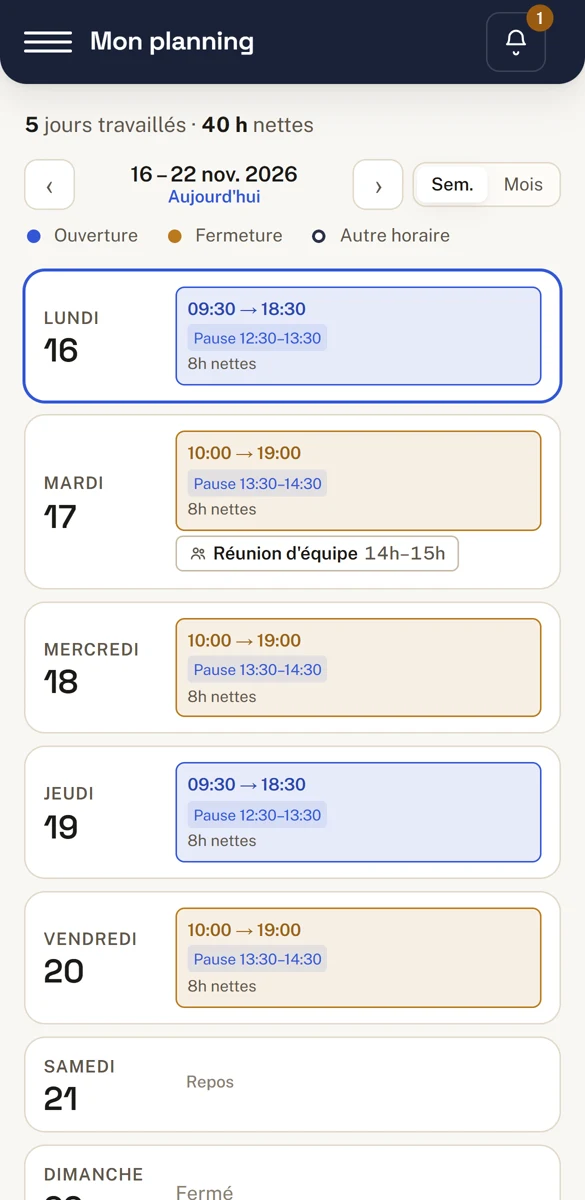 Mon planning
1
5 jours travaillés · 40 h nettes
‹
16 – 22 nov. 2026
Aujourd'hui
›
Sem.
Mois
Ouverture
Fermeture
Autre horaire
LUNDI
16
09:30 → 18:30
Pause 12:30–13:30
8h nettes
MARDI
17
10:00 → 19:00
Pause 13:30–14:30
8h nettes
Réunion d'équipe 14h–15h
MERCREDI
18
10:00 → 19:00
Pause 13:30–14:30
8h nettes
JEUDI
19
09:30 → 18:30
Pause 12:30–13:30
8h nettes
VENDREDI
20
10:00 → 19:00
Pause 13:30–14:30
8h nettes
SAMEDI
21
Repos
DIMANCHE
Fermé